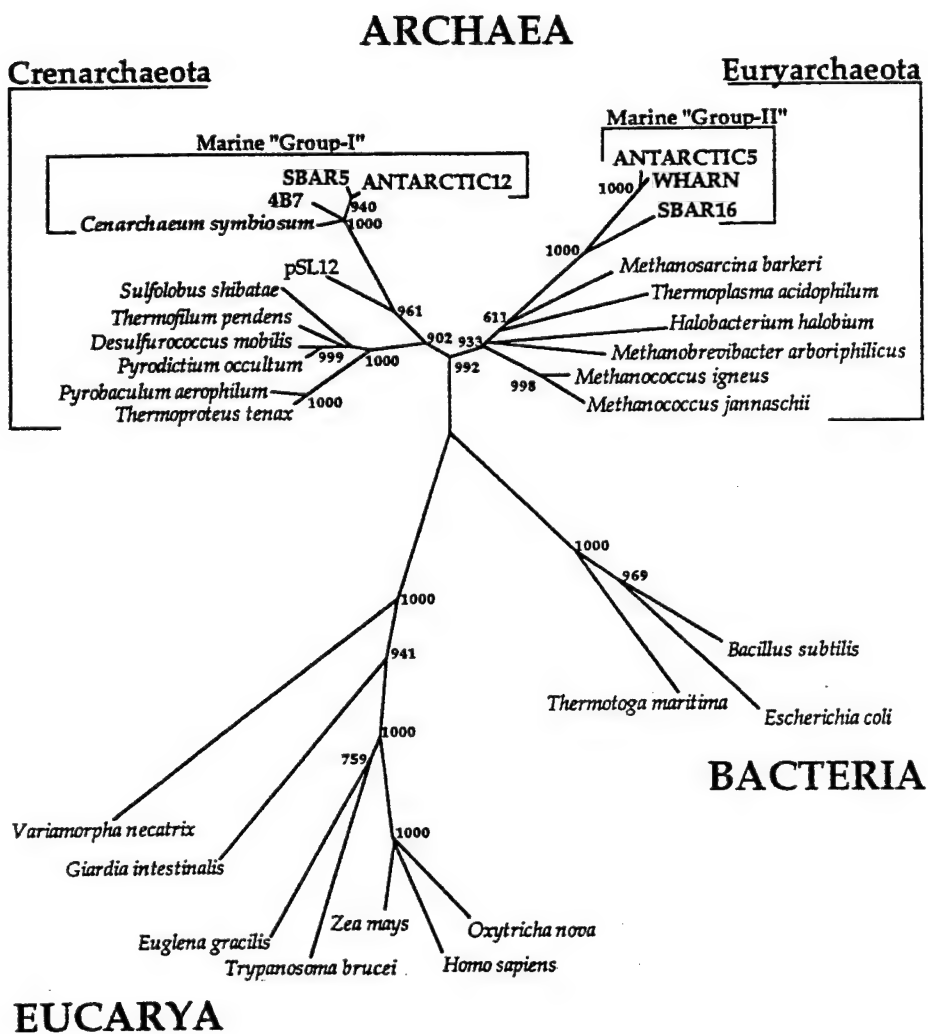 ARCHAEA
Crenarchaeota
Euryarchaeota
Marine "Group-I"
Marine "Group-II"
SBAR5
ANTARCTIC12
4B7
940
Cenarchaeum symbiosum
1000
ANTARCTIC5
1000
WHARN
SBAR16
1000
pSL12
Sulfolobus shibatae
961
Thermofilum pendens
902
Desulfurococcus mobilis
999
1000
Pyrodictium occultum
Pyrobaculum aerophilum
1000
Thermoproteus tenax
Methanosarcina barkeri
Thermoplasma acidophilum
611
Halobacterium halobium
933
Methanobrevibacter arboriphilicus
992
Methanococcus igneus
998
Methanococcus jannaschii
1000
969
Bacillus subtilis
Thermotoga maritima
Escherichia coli
BACTERIA
1000
941
1000
759
1000
Variamorpha necatrix
Giardia intestinalis
Zea mays
Oxytricha nova
Euglena gracilis
Trypanosoma brucei
Homo sapiens
EUCARYA